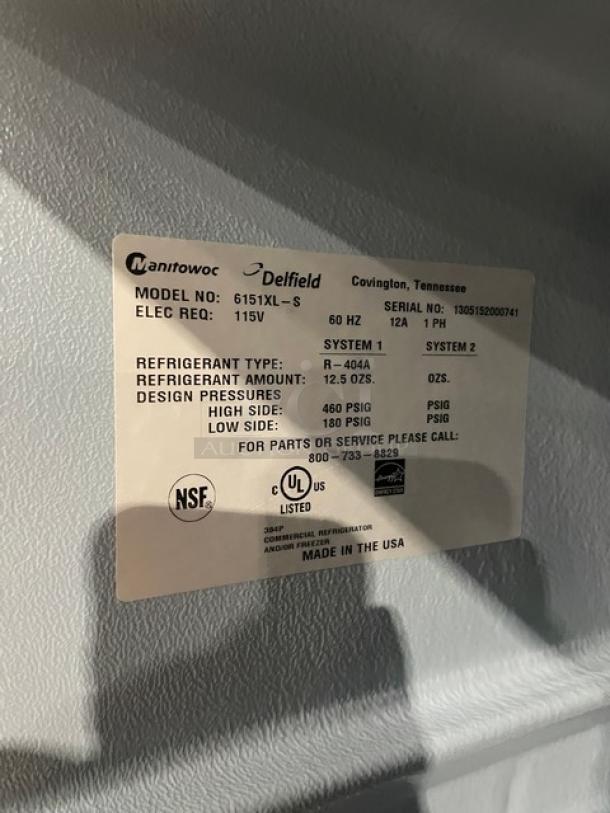 Manitowoc Delfield Covington, Tennessee
MODEL NO: 6151XL-S SERIAL NO: 1305152000741
ELEC REQ: 115V 60 HZ 12A 1 PH
SYSTEM 1 SYSTEM 2
REFRIGERANT TYPE: R-404A
REFRIGERANT AMOUNT: 12.5 OZS. OZS.
DESIGN PRESSURES
HIGH SIDE: 460 PSIG PSIG
LOW SIDE: 180 PSIG PSIG
FOR PARTS OR SERVICE PLEASE CALL:
800-733-8829
NSF®
C UL US
LISTED
ENERGY STAR
384P
COMMERCIAL REFRIGERATOR
AND/OR FREEZER
MADE IN THE USA